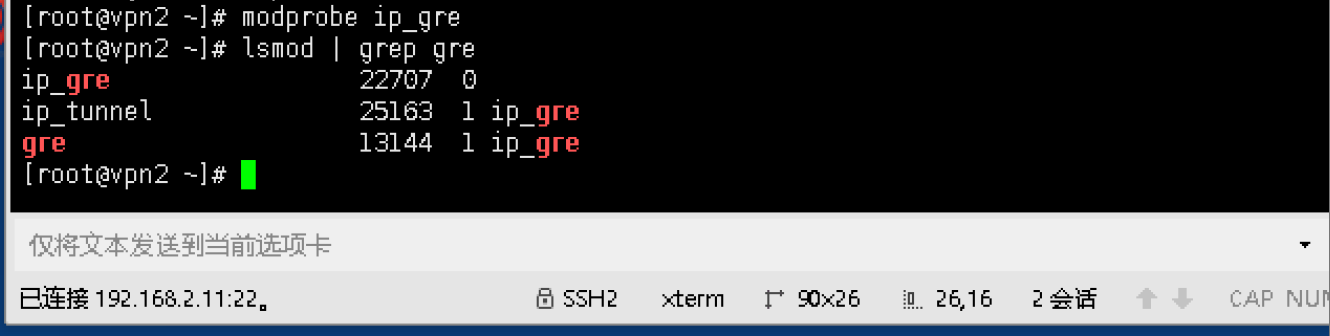 [root@vpn2 ~]# modprobe ip_gre
[root@vpn2 ~]# lsmod | grep gre
ip_gre                 22707  0
ip_tunnel              25163  1 ip_gre
gre                    13144  1 ip_gre
[root@vpn2 ~]#
仅将文本发送到当前选项卡
已连接 192.168.2.11:22。 SSH2 xterm 90x26 26,16 2 会话 CAP NUM